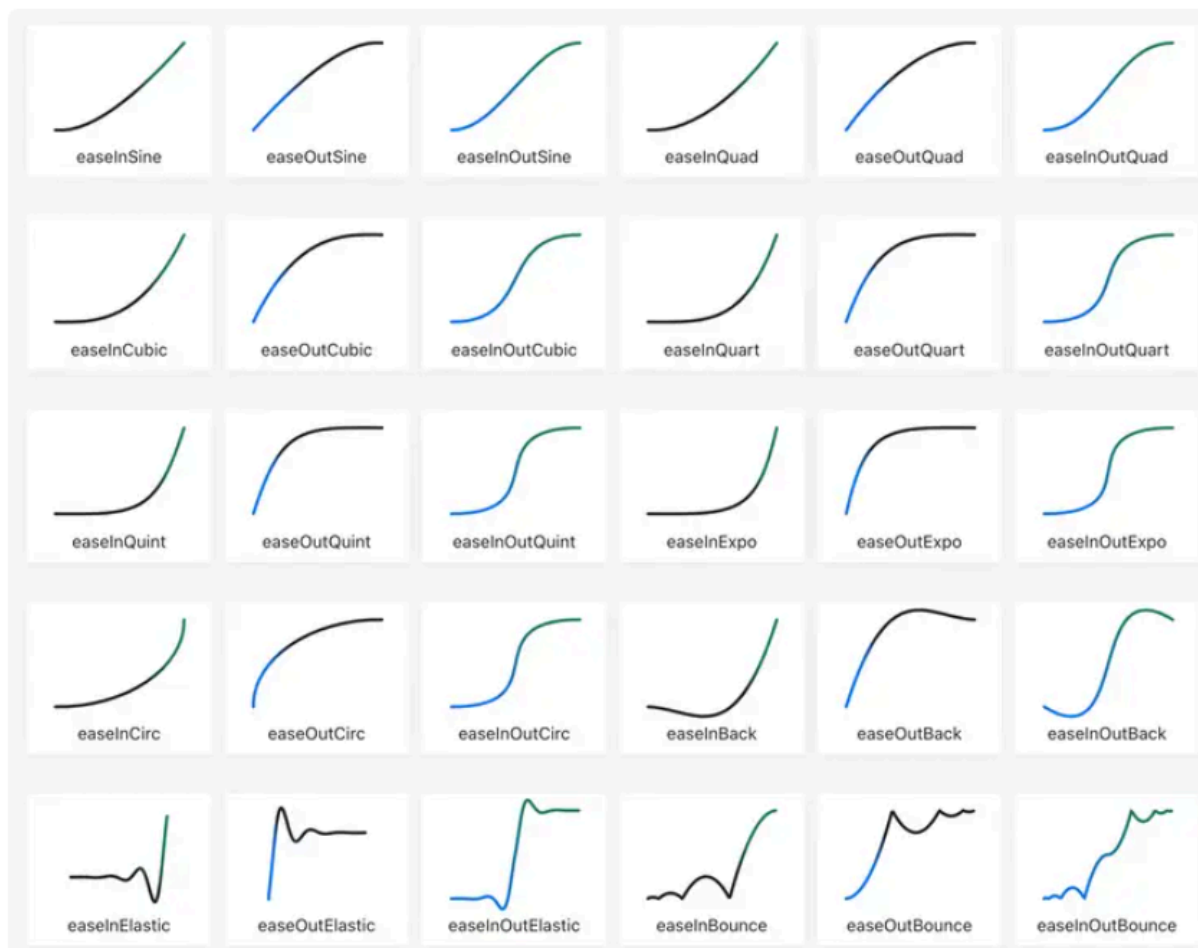 easeInSine
easeOutSine
easeInOutSine
easeInQuad
easeOutQuad
easeInOutQuad
easeInCubic
easeOutCubic
easeInOutCubic
easeInQuart
easeOutQuart
easeInOutQuart
easeInQuint
easeOutQuint
easeInOutQuint
easeInExpo
easeOutExpo
easeInOutExpo
easeInCirc
easeOutCirc
easeInOutCirc
easeInBack
easeOutBack
easeInOutBack
easeInElastic
easeOutElastic
easeInOutElastic
easeInBounce
easeOutBounce
easeInOutBounce